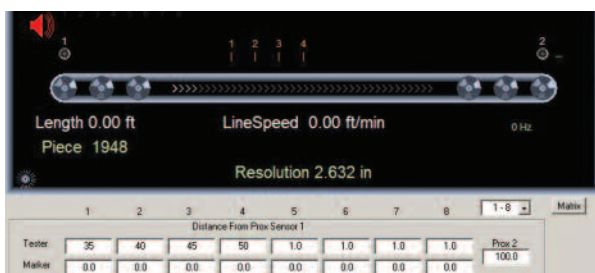 1 2 3 4 2
1
Length 0.00 ft LineSpeed 0.00 ft/min 0 Hz
Piece 1948
Resolution 2.632 in
1 2 3 4 5 6 7 8 1 - 8 Matrix
Distance From Prox Sensor 1
Tester 35 40 45 50 1.0 1.0 1.0 1.0 Prox 2
100.0
Marker 0.0 0.0 0.0 0.0 0.0 0.0 0.0 0.0